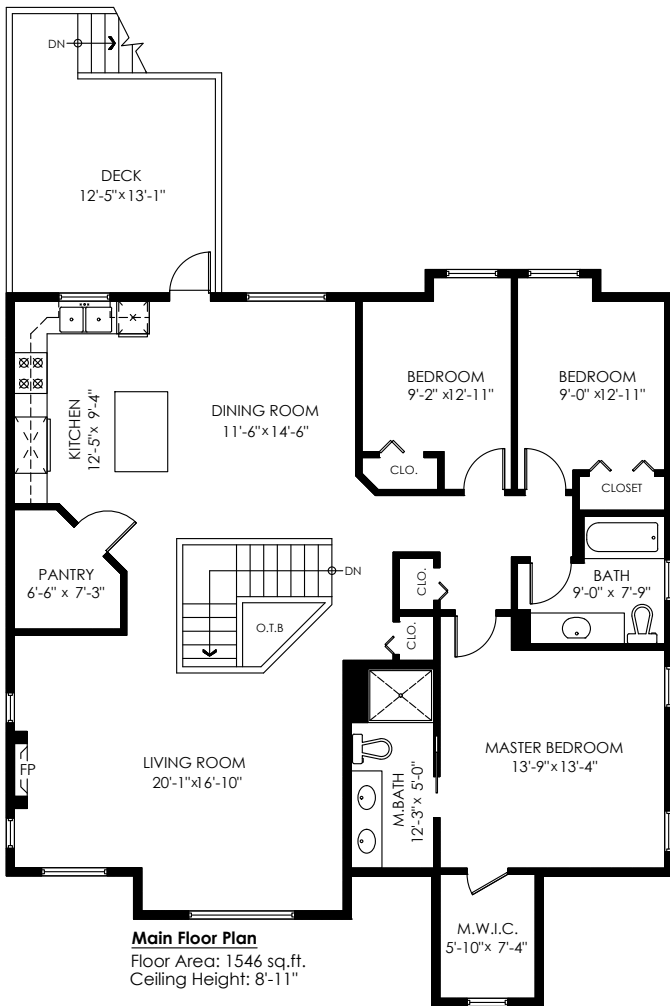 DN
DECK
12'-5"x13'-1"
KITCHEN
12'-5"x 9'-4"
DINING ROOM
11'-6"x14'-6"
BEDROOM
9'-2"x12'-11"
BEDROOM
9'-0"x12'-11"
CLO.
CLOSET
PANTRY
6'-6" x 7'-3"
DN
O.T.B
CLO.
CLO.
BATH
9'-0" x 7'-9"
FP
LIVING ROOM
20'-1"x16'-10"
M.BATH
12'-3"x 5'-0"
MASTER BEDROOM
13'-9"x13'-4"
M.W.I.C.
5'-10"x 7'-4"
Main Floor Plan
Floor Area: 1546 sq.ft.
Ceiling Height: 8'-11"